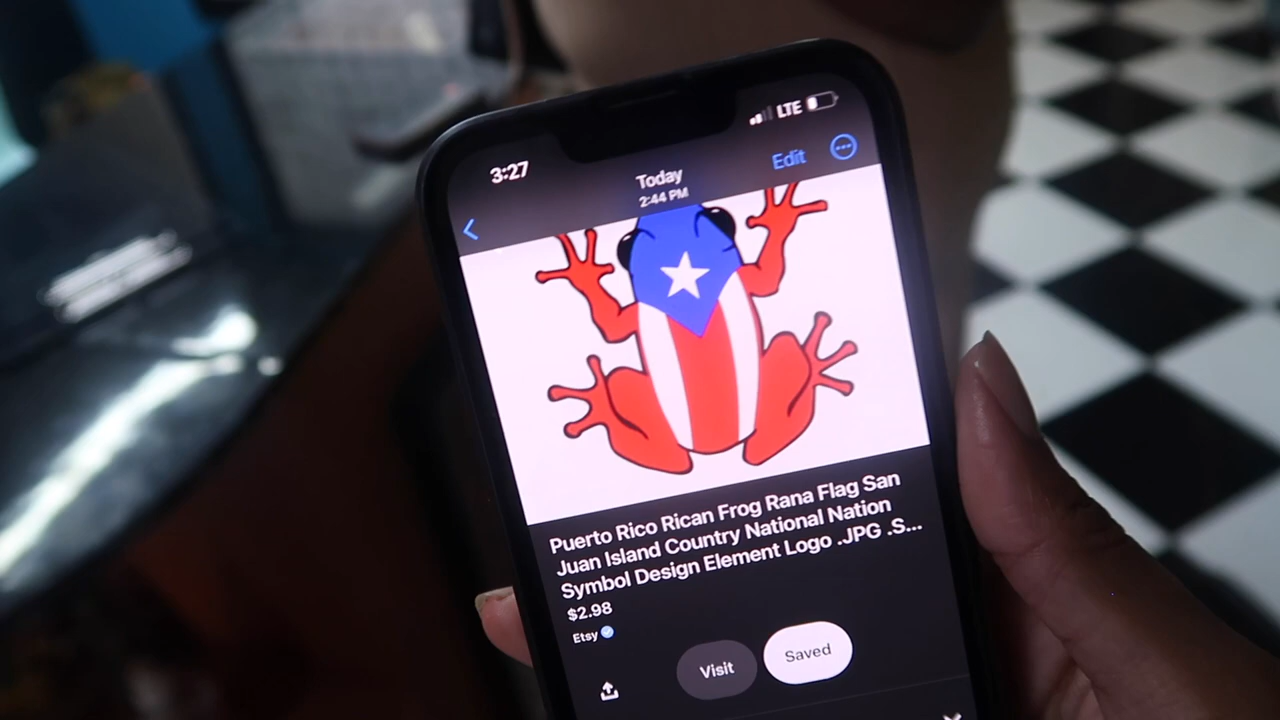 3:27
LTE
Today
2:44 PM
Edit
Puerto Rico Rican Frog Rana Flag San
Juan Island Country National Nation
Symbol Design Element Logo .JPG .S...
$2.98
Etsy
Visit
Saved